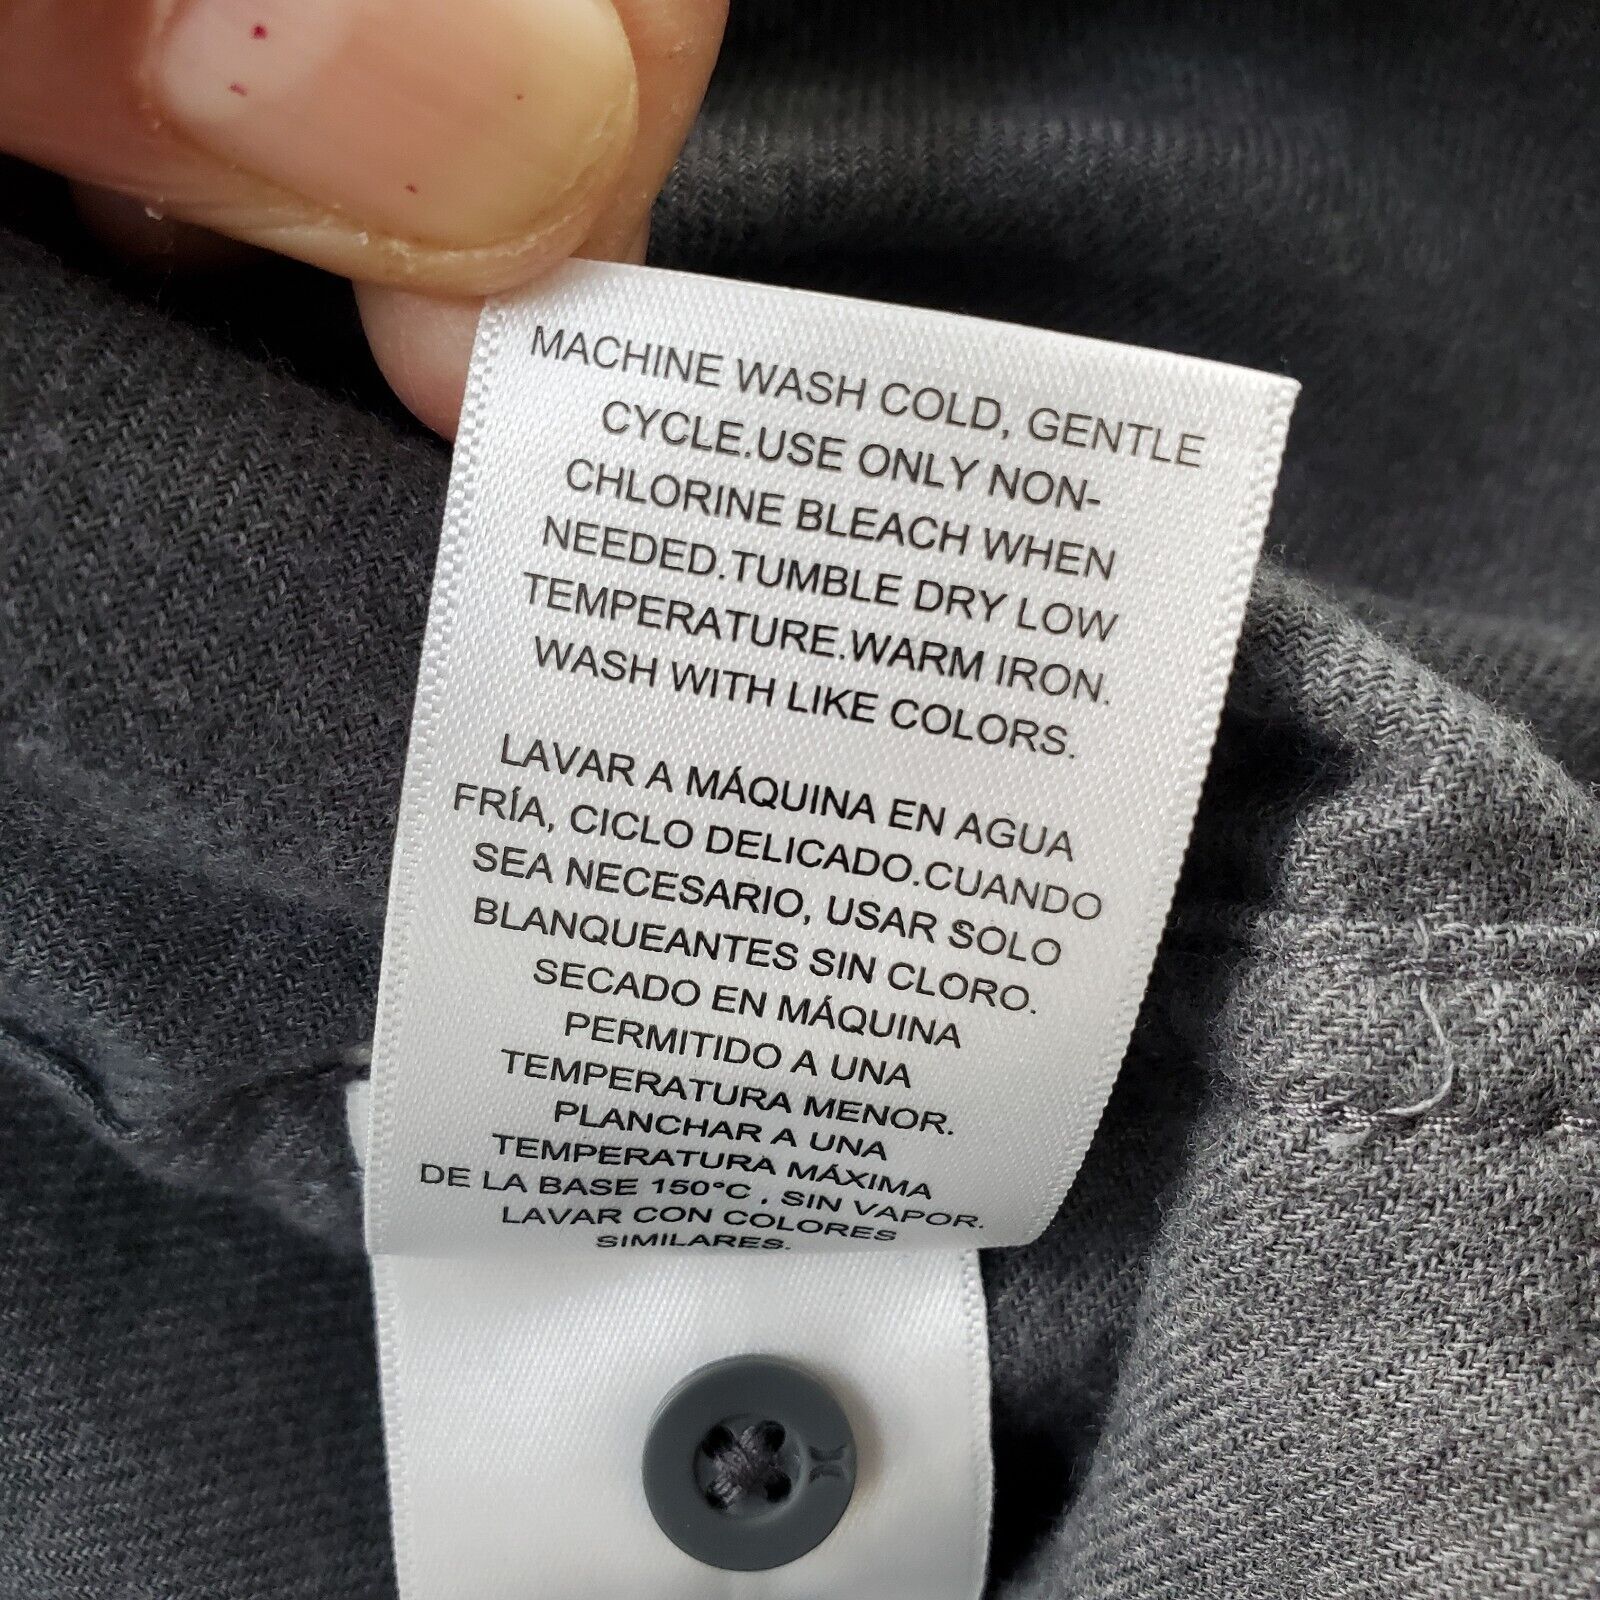 MACHINE WASH COLD, GENTLE
CYCLE.USE ONLY NON-
CHLORINE BLEACH WHEN
NEEDED.TUMBLE DRY LOW
TEMPERATURE.WARM IRON.
WASH WITH LIKE COLORS.
LAVAR A MÁQUINA EN AGUA
FRÍA, CICLO DELICADO.CUANDO
SEA NECESARIO, USAR SOLO
BLANQUEANTES SIN CLORO.
SECADO EN MÁQUINA
PERMITIDO A UNA
TEMPERATURA MENOR.
PLANCHAR A UNA
TEMPERATURA MÁXIMA
DE LA BASE 150°C , SIN VAPOR.
LAVAR CON COLORES
SIMILARES.